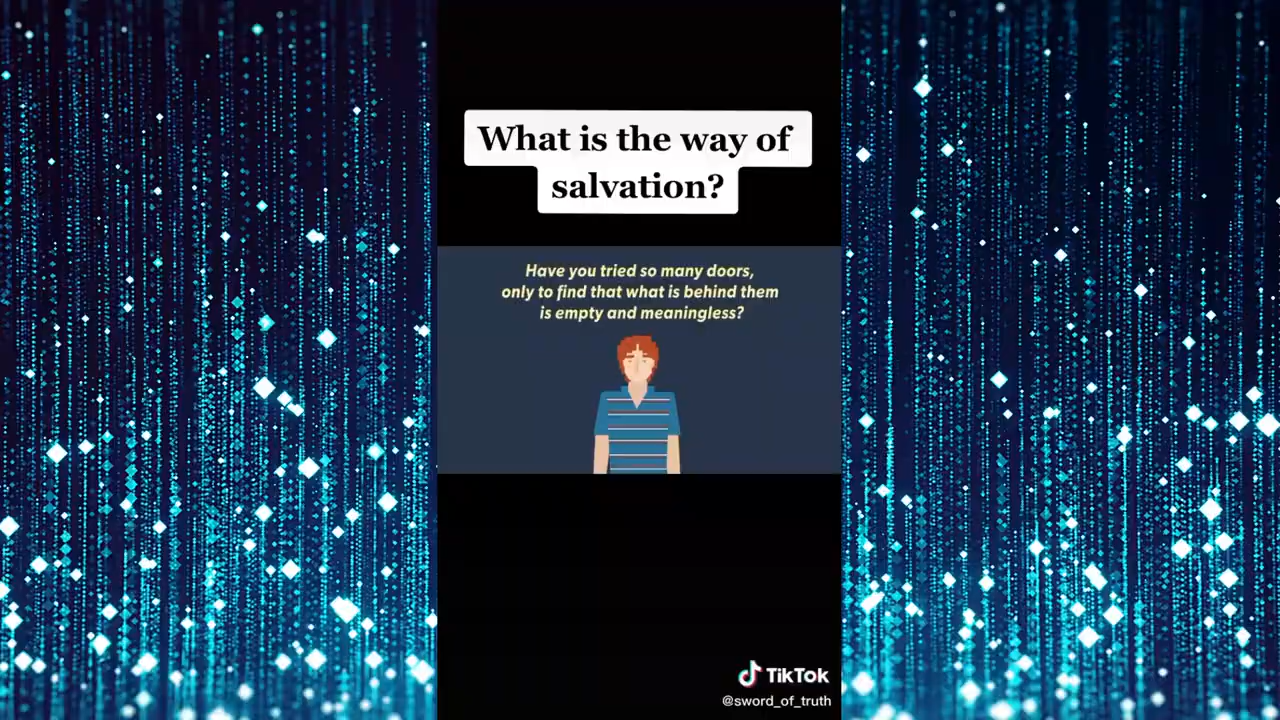 What is the way of
salvation?
Have you tried so many doors,
only to find that what is behind them
is empty and meaningless?
TikTok
@sword_of_truth